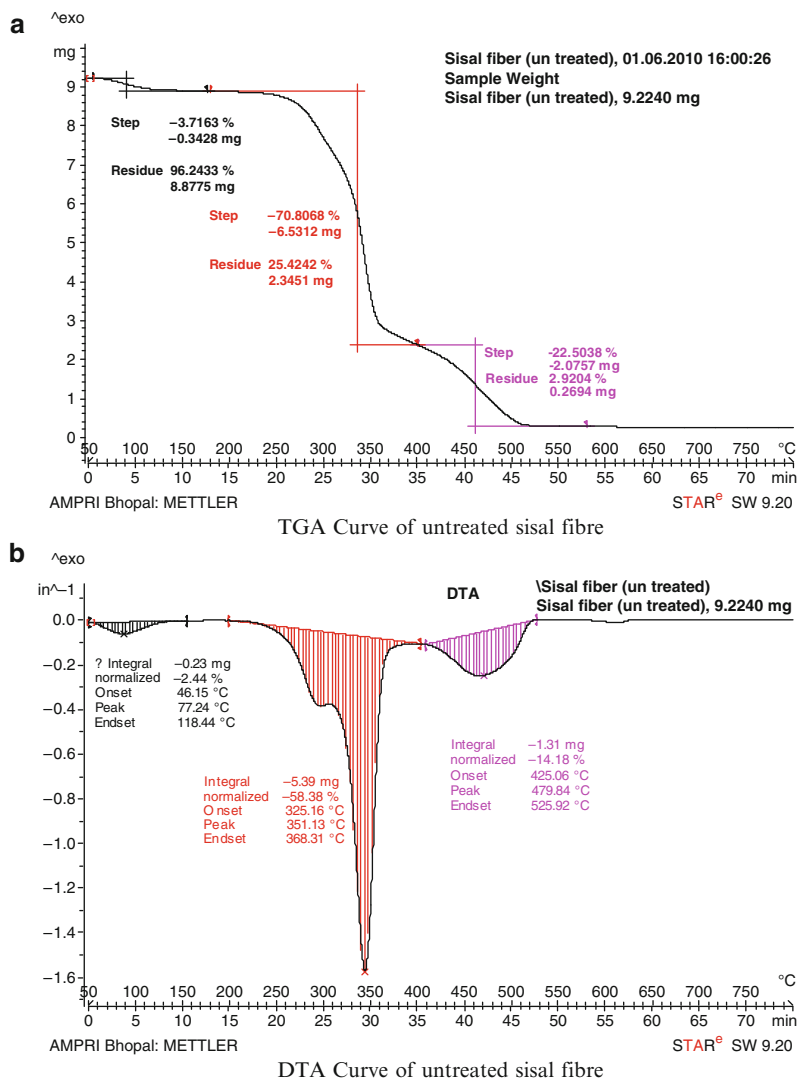 a
^exo
mg
Sisal fiber (un treated), 01.06.2010 16:00:26
Sample Weight
Sisal fiber (un treated), 9.2240 mg
9
8
7
6
5
4
3
2
1
0
Step −3.7163 %
−0.3428 mg
Residue 96.2433 %
8.8775 mg
Step −70.8068 %
−6.5312 mg
Residue 25.4242 %
2.3451 mg
Step -22.5038 %
-2.0757 mg
Residue 2.9204 %
0.2694 mg
50 100 150 200 250 300 350 400 450 500 550 600 650 700 750 °C
0 5 10 15 20 25 30 35 40 45 50 55 60 65 70 min
AMPRI Bhopal: METTLER STARe SW 9.20
TGA Curve of untreated sisal fibre
b
^exo
in^−1
DTA
\Sisal fiber (un treated)
Sisal fiber (un treated), 9.2240 mg
0.0
−0.2
−0.4
−0.6
−0.8
−1.0
−1.2
−1.4
−1.6
? Integral −0.23 mg
normalized −2.44 %
Onset 46.15 °C
Peak 77.24 °C
Endset 118.44 °C
Integral −5.39 mg
normalized −58.38 %
Onset 325.16 °C
Peak 351.13 °C
Endset 368.31 °C
Integral −1.31 mg
normalized −14.18 %
Onset 425.06 °C
Peak 479.84 °C
Endset 525.92 °C
50 100 150 200 250 300 350 400 450 500 550 600 650 700 750 °C
0 5 10 15 20 25 30 35 40 45 50 55 60 65 70 min
AMPRI Bhopal: METTLER STARe SW 9.20
DTA Curve of untreated sisal fibre